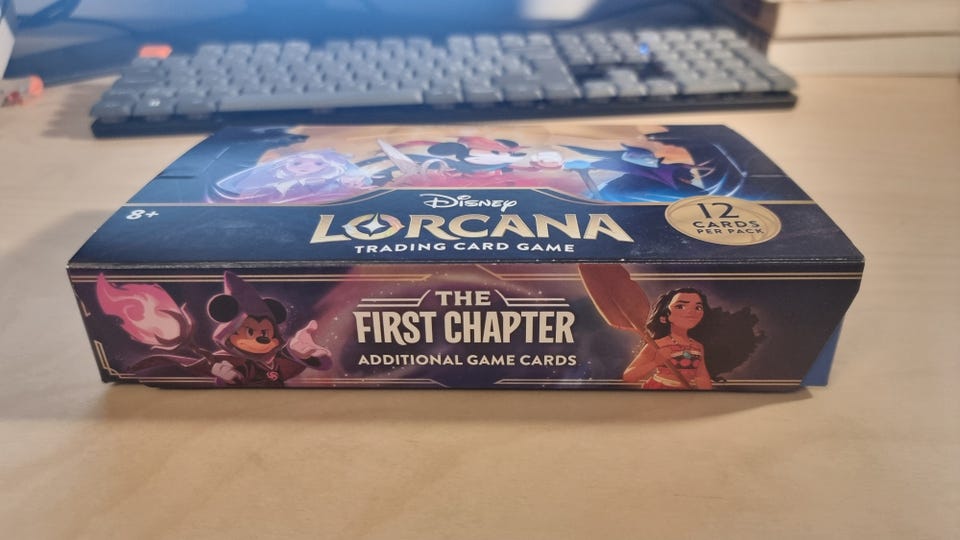 8+
Disney
LORCANA
TRADING CARD GAME
12
CARDS
PER PACK
THE
FIRST CHAPTER
ADDITIONAL GAME CARDS